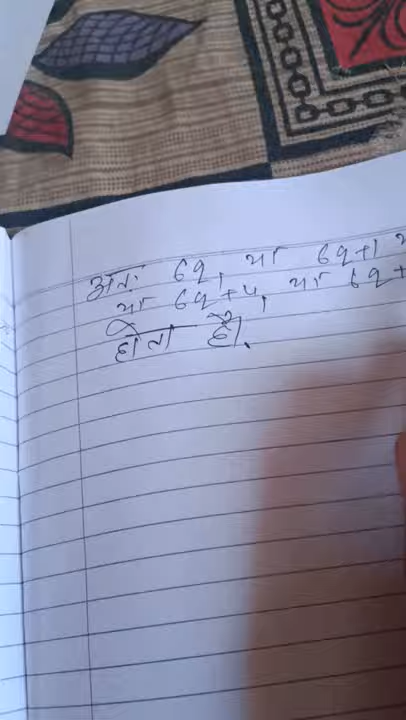 अतः 6q, या 6q+1
या 6q+4, या 6q+
होता है।